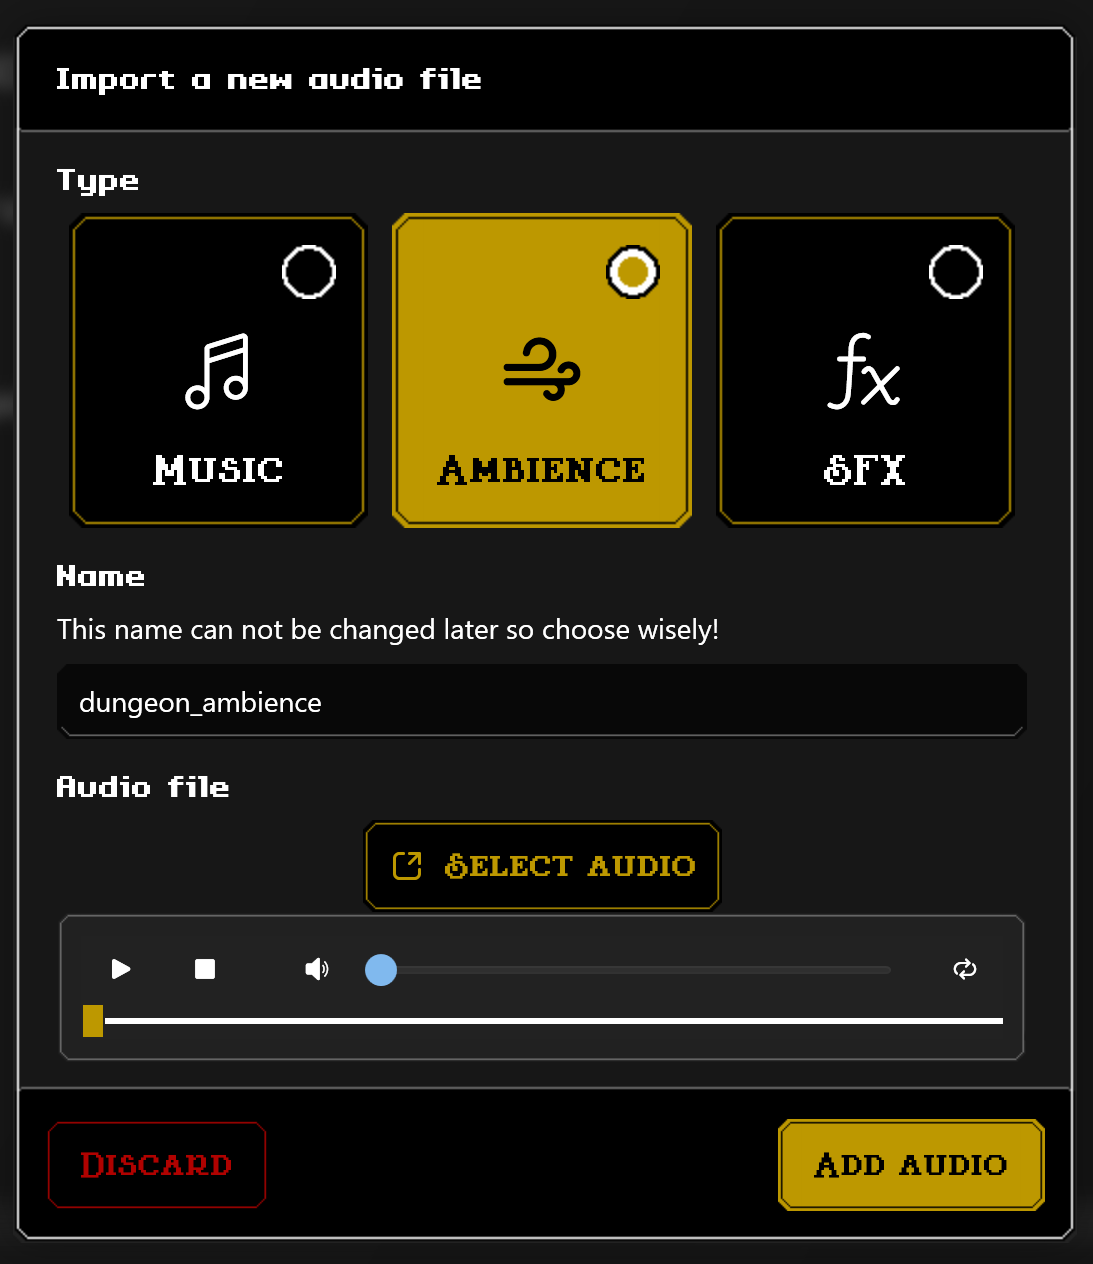 Import a new audio file
Type
Music
Ambience
fx
SFX
Name
This name can not be changed later so choose wisely!
dungeon_ambience
Audio file
Select audio
Discard
Add audio